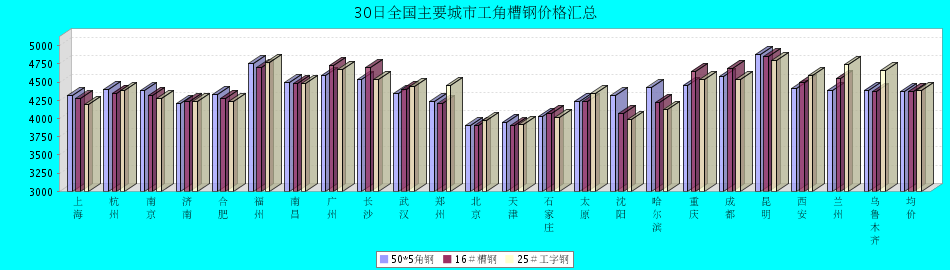 30日全国主要城市工角槽钢价格汇总
5000
4750
4500
4250
4000
3750
3500
3250
3000
上海
杭州
南京
济南
合肥
福州
南昌
广州
长沙
武汉
郑州
北京
天津
石家庄
太原
沈阳
哈尔滨
重庆
成都
昆明
西安
兰州
乌鲁木齐
均价
50*5角钢
16#槽钢
25#工字钢